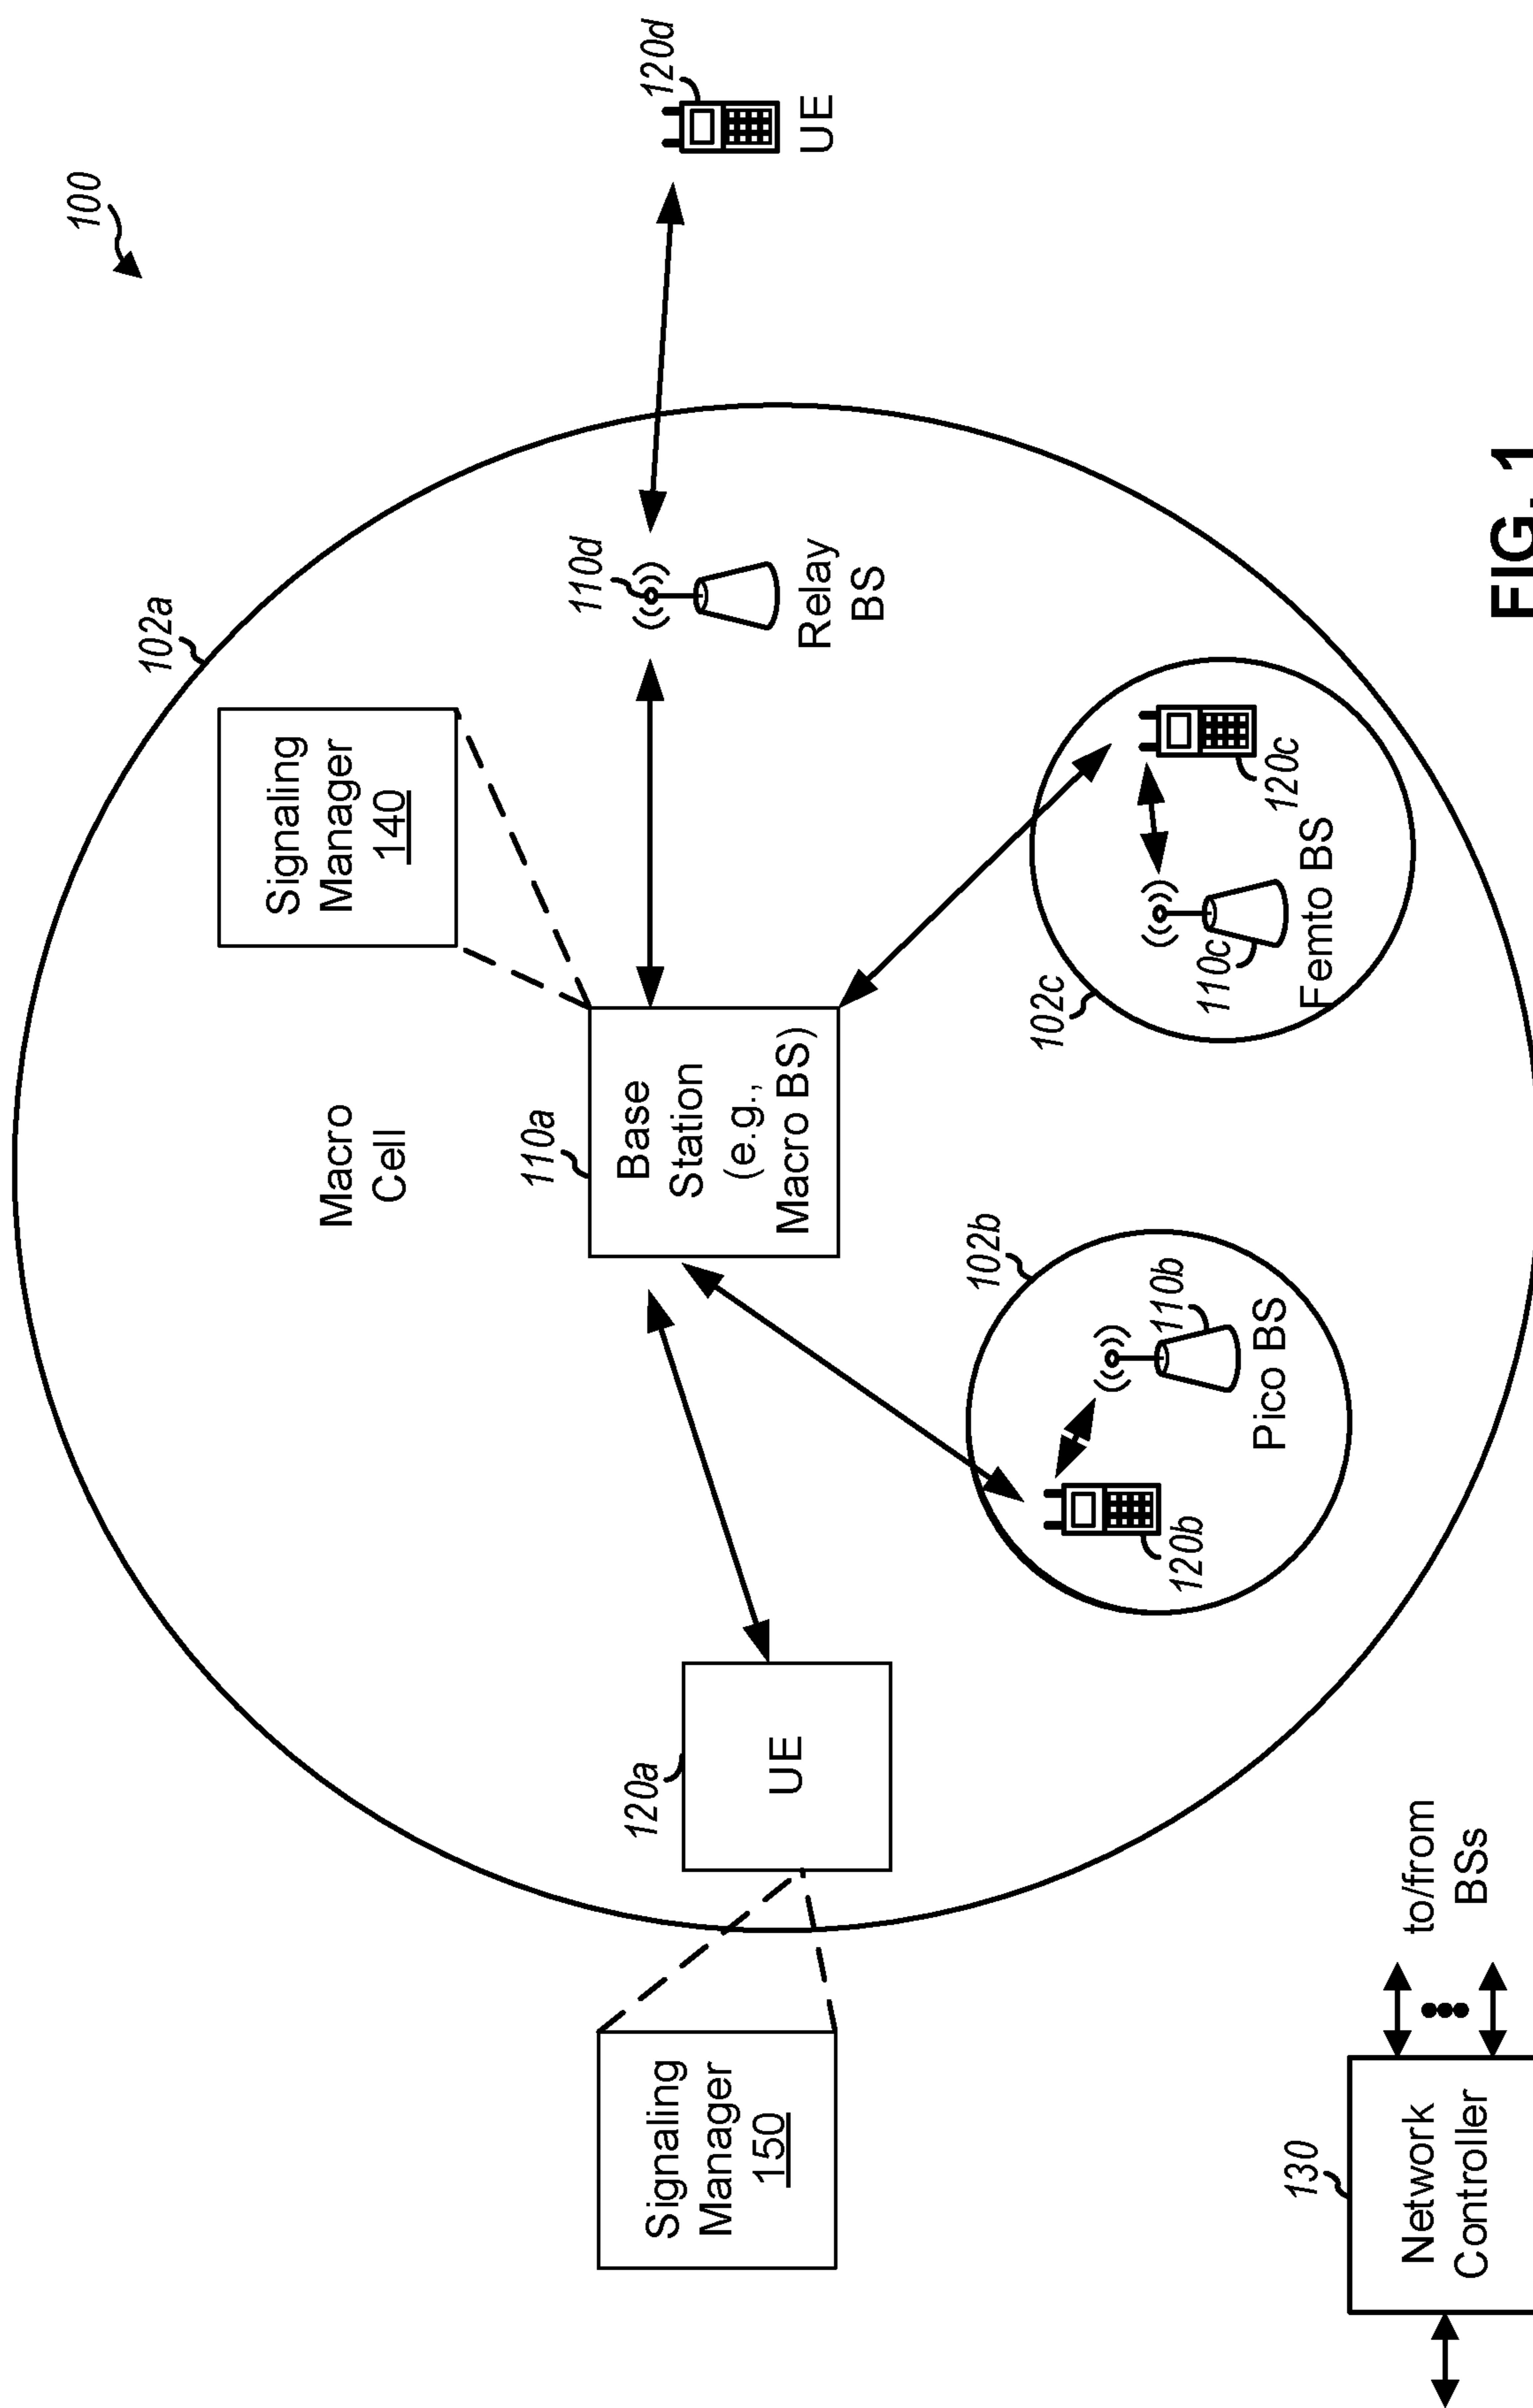 100
102a
Signaling
Manager
140
Macro
Cell
110a
Base
Station
(e.g.,
Macro BS)
110d
Relay
BS
120d
UE
120a
UE
Signaling
Manager
150
102b
110b
Pico BS
120b
102c
110c
Femto BS
120c
130
Network
Controller
to/from
BSs
FIG. 1